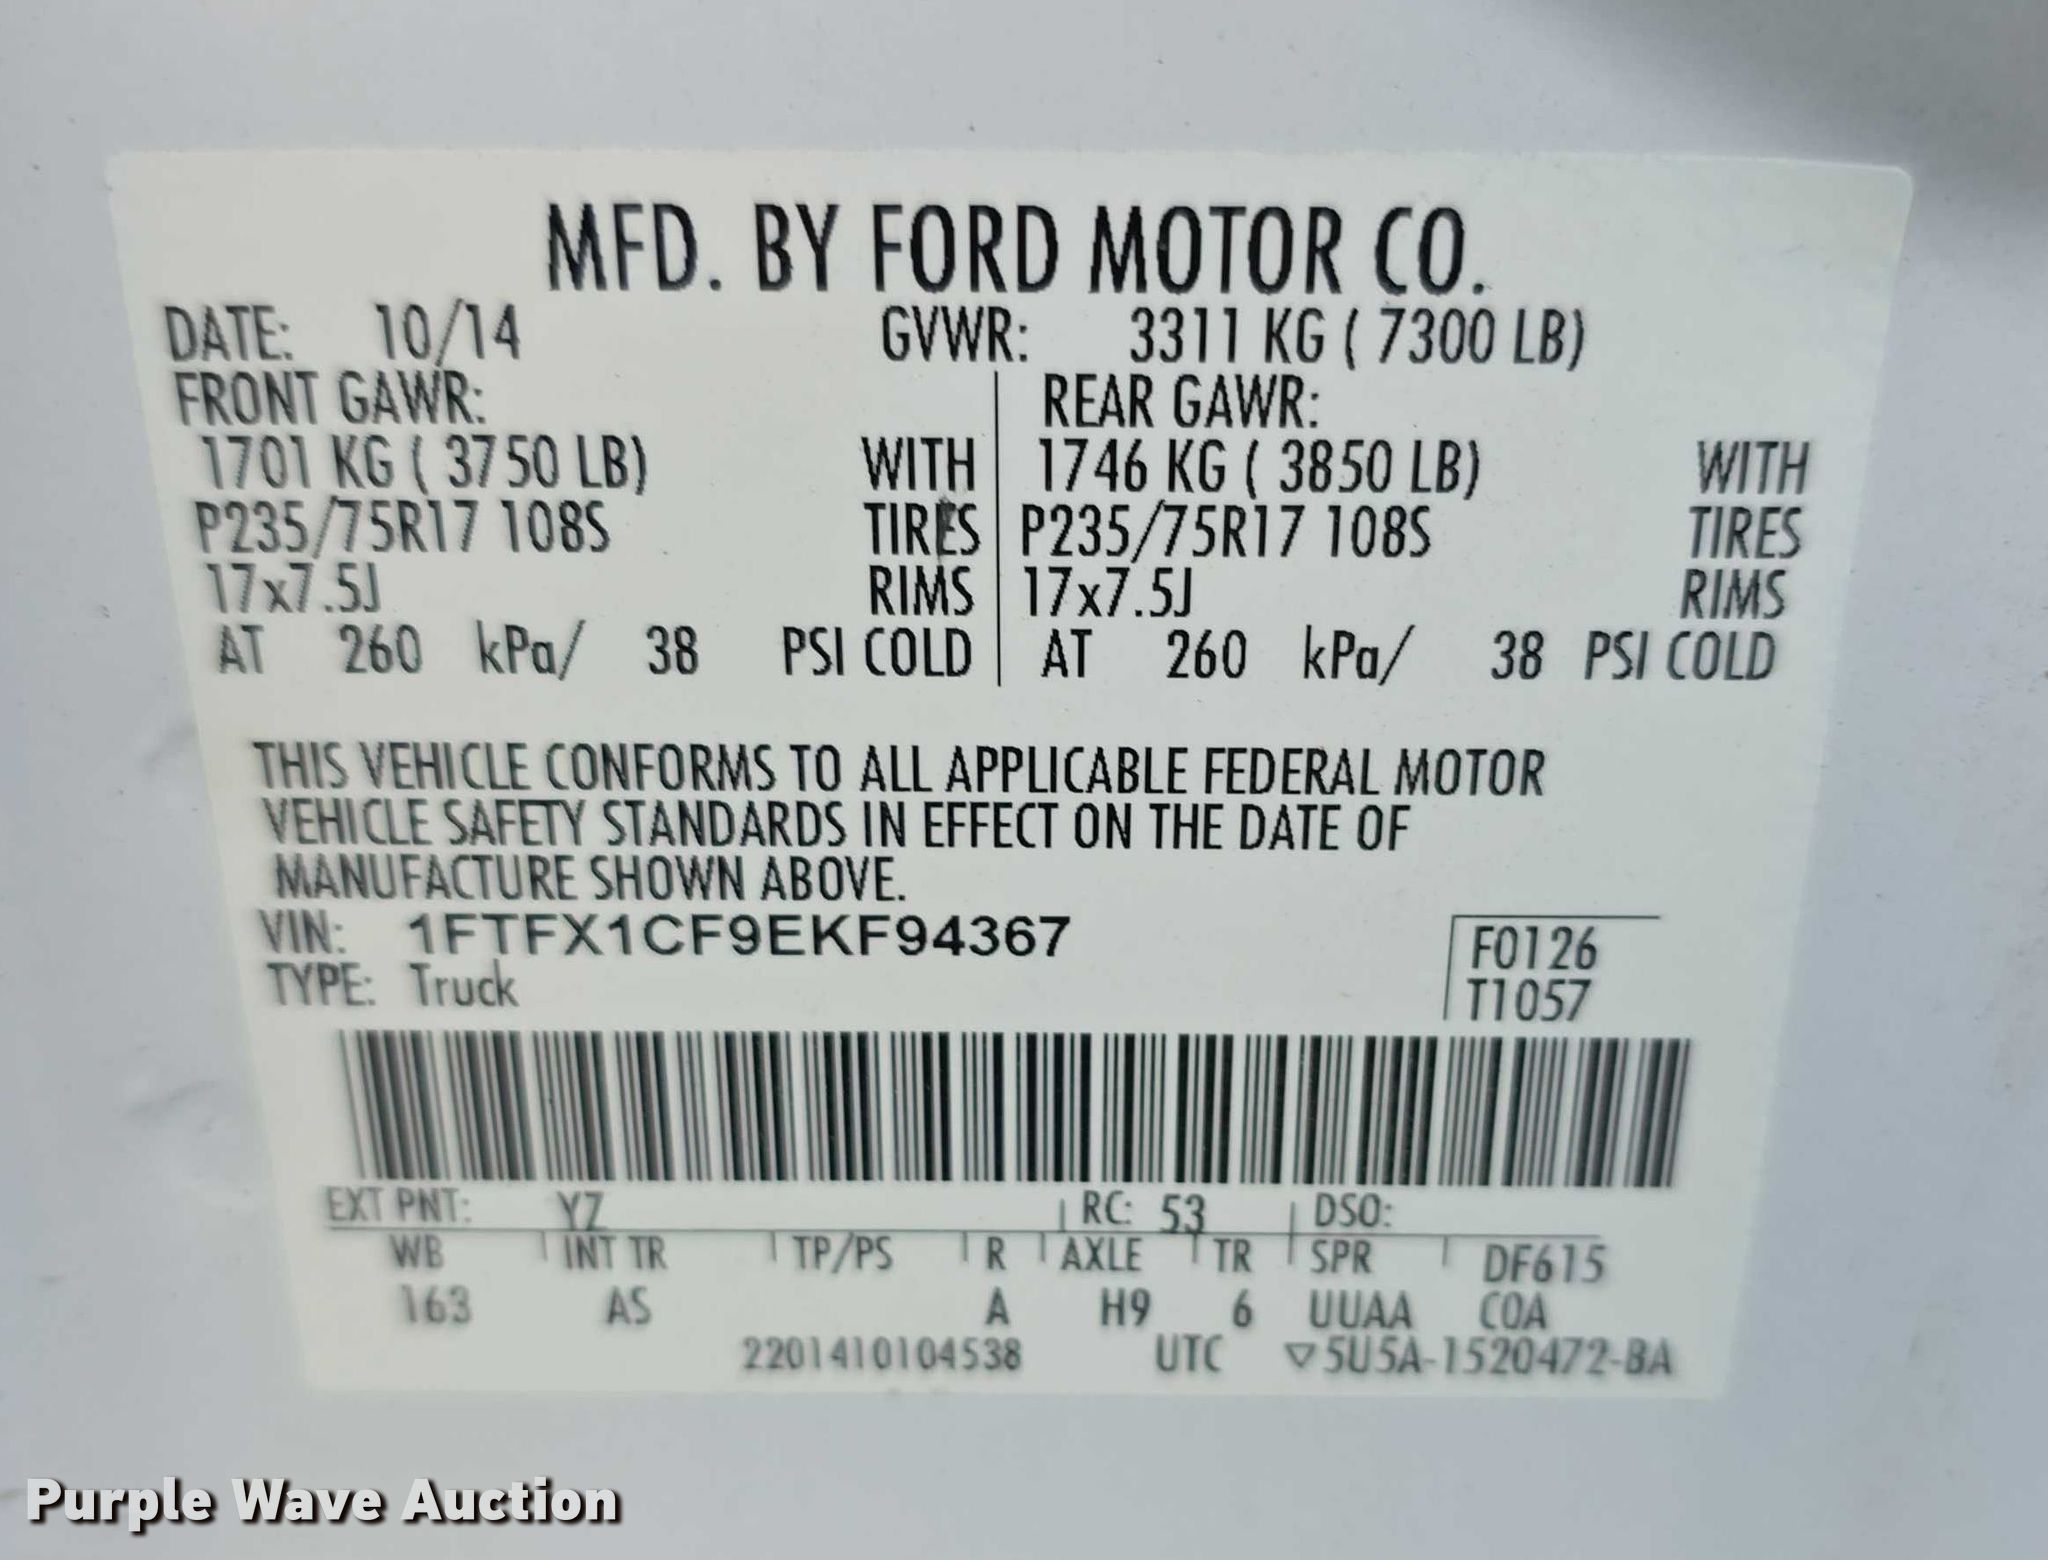 MFD. BY FORD MOTOR CO.
DATE: 10/14 GVWR: 3311 KG ( 7300 LB)
FRONT GAWR: REAR GAWR:
1701 KG ( 3750 LB) WITH 1746 KG ( 3850 LB) WITH
P235/75R17 108S TIRES P235/75R17 108S TIRES
17x7.5J RIMS 17x7.5J RIMS
AT 260 kPa/ 38 PSI COLD AT 260 kPa/ 38 PSI COLD
THIS VEHICLE CONFORMS TO ALL APPLICABLE FEDERAL MOTOR
VEHICLE SAFETY STANDARDS IN EFFECT ON THE DATE OF
MANUFACTURE SHOWN ABOVE.
VIN: 1FTFX1CF9EKF94367 F0126
TYPE: Truck T1057
EXT PNT: YZ RC: 53 DSO:
WB INT TR TP/PS R AXLE TR SPR DF615
163 AS A H9 6 UUAA COA
2201410104538 UTC ▽5U5A-1520472-BA
Purple Wave Auction